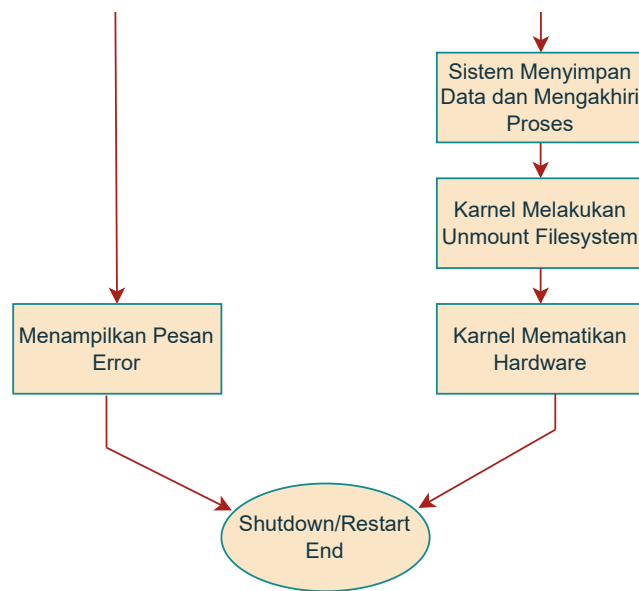 Sistem Menyimpan
Data dan Mengakhiri
Proses
Karnel Melakukan
Unmount Filesystem
Menampilkan Pesan
Error
Karnel Mematikan
Hardware
Shutdown/Restart
End